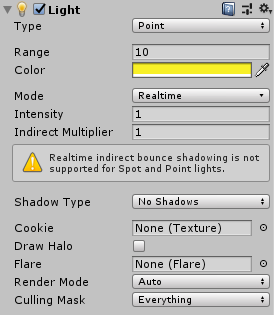 Light
Type Point
Range 10
Color
Mode Realtime
Intensity 1
Indirect Multiplier 1
Realtime indirect bounce shadowing is not
supported for Spot and Point lights.
Shadow Type No Shadows
Cookie None (Texture)
Draw Halo
Flare None (Flare)
Render Mode Auto
Culling Mask Everything